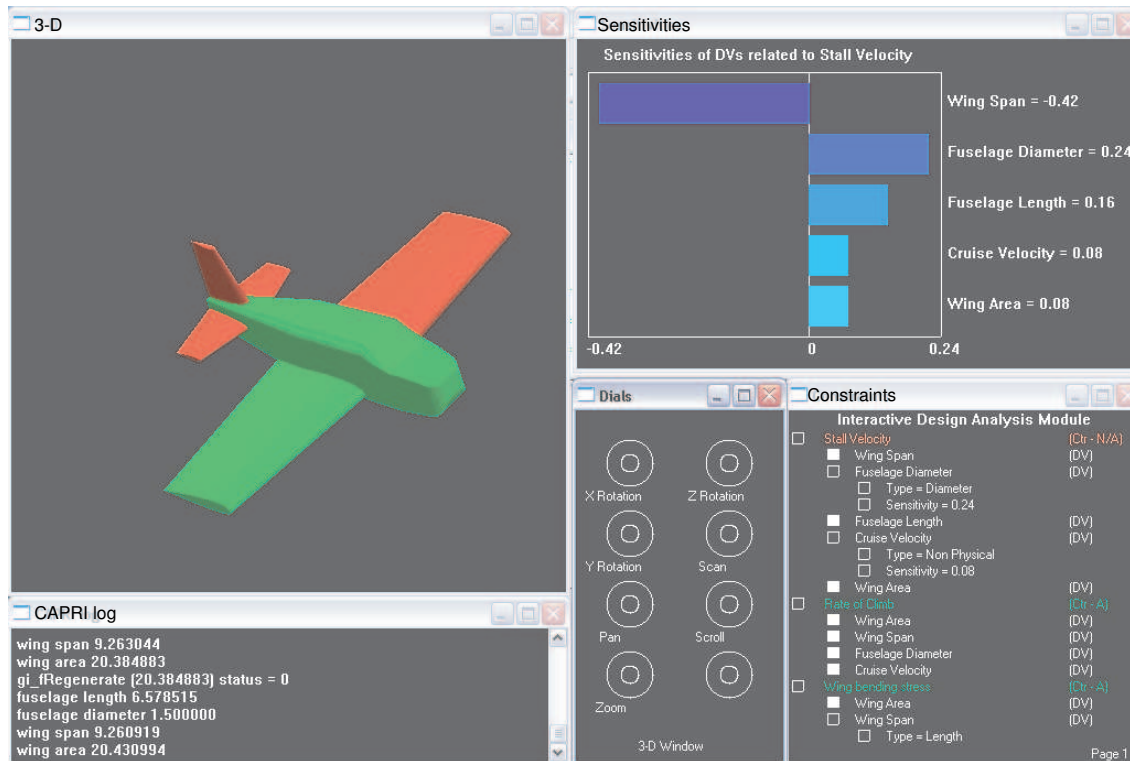 3-D
Sensitivities
Sensitivities of DVs related to Stall Velocity
Wing Span = -0.42
Fuselage Diameter = 0.24
Fuselage Length = 0.16
Cruise Velocity = 0.08
Wing Area = 0.08
-0.42 0 0.24
CAPRI log
wing span 9.263044
wing area 20.384883
gi_fRegenerate (20.384883) status = 0
fuselage length 6.578515
fuselage diameter 1.500000
wing span 9.260919
wing area 20.430994
Dials
X Rotation Z Rotation
Y Rotation Scan
Pan Scroll
Zoom
3-D Window
Constraints
Interactive Design Analysis Module
Stall Velocity (Ctr - N/A)
Wing Span (DV)
Fuselage Diameter (DV)
Type = Diameter
Sensitivity = 0.24
Fuselage Length (DV)
Cruise Velocity (DV)
Type = Non Physical
Sensitivity = 0.08
Wing Area (DV)
Rate of Climb (Ctr - A)
Wing Area (DV)
Wing Span (DV)
Fuselage Diameter (DV)
Cruise Velocity (DV)
Wing bending stress (Ctr - A)
Wing Area (DV)
Wing Span (DV)
Type = Length
Page 1